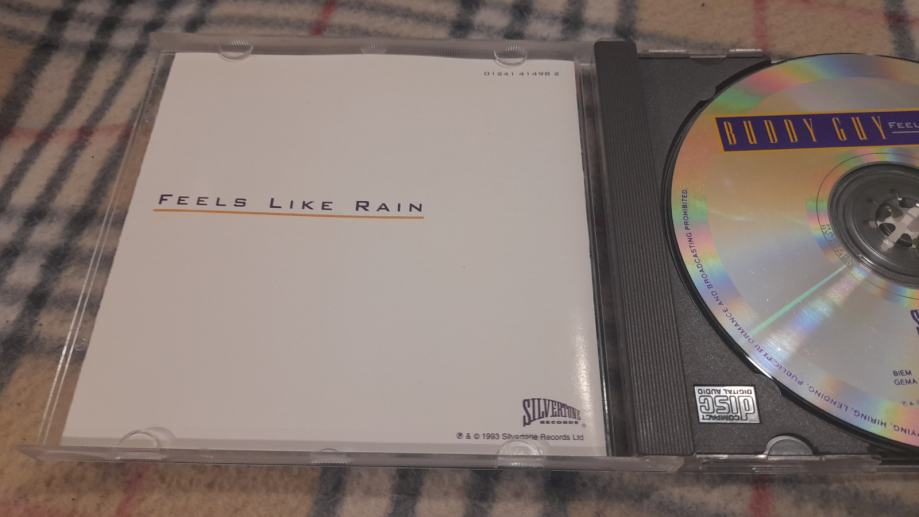 01241 41498 2
FEELS LIKE RAIN
SILVERTONE
RECORDS
℗ & © 1993 Silvertone Records Ltd
BUDDY GUY FEEL
YING, HIRING, LENDING, PUBLIC PERFORMANCE AND BROADCASTING PROHIBITED.
BIEM
GEMA
COMPACT
disc
DIGITAL AUDIO